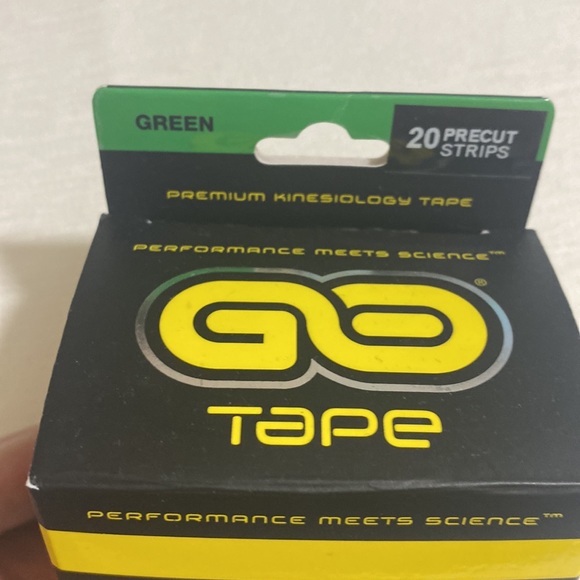 GREEN
20 PRECUT
STRIPS
PREMIUM KINESIOLOGY TAPE
PERFORMANCE MEETS SCIENCE™
GO®
TAPE
PERFORMANCE MEETS SCIENCE™